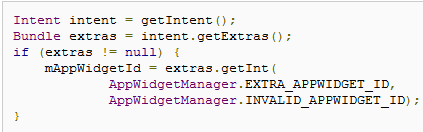 Intent intent = getIntent();
Bundle extras = intent.getExtras();
if (extras != null) {
    mAppWidgetId = extras.getInt(
            AppWidgetManager.EXTRA_APPWIDGET_ID,
            AppWidgetManager.INVALID_APPWIDGET_ID);
}